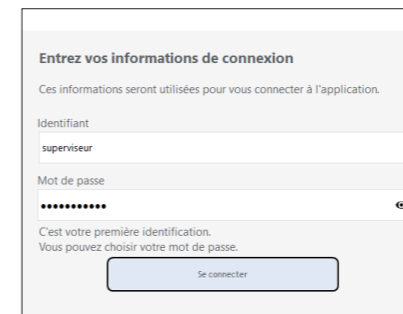 Entrez vos informations de connexion
Ces informations seront utilisées pour vous connecter à l'application.
Identifiant
superviseur
Mot de passe
•••••••••••
C'est votre première identification.
Vous pouvez choisir votre mot de passe.
Se connecter